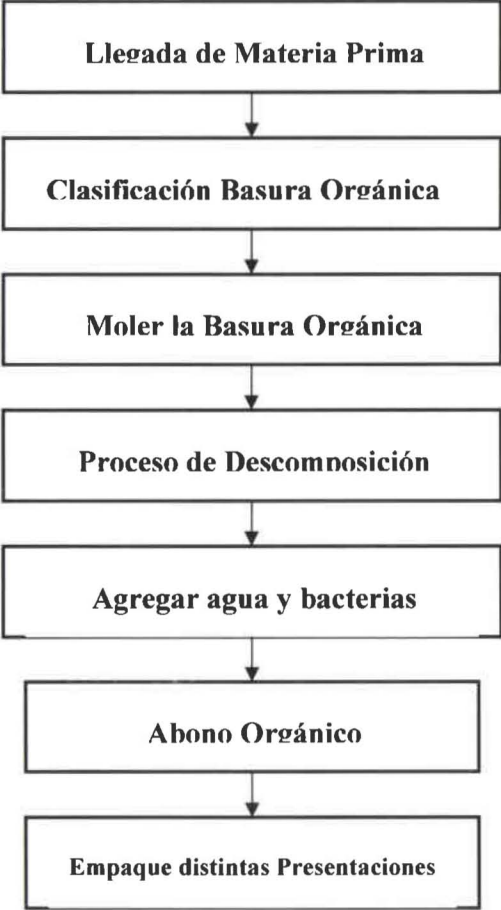 Llegada de Materia Prima
Clasificación Basura Orgánica
Moler la Basura Orgánica
Proceso de Descomposición
Agregar agua y bacterias
Abono Orgánico
Empaque distintas Presentaciones